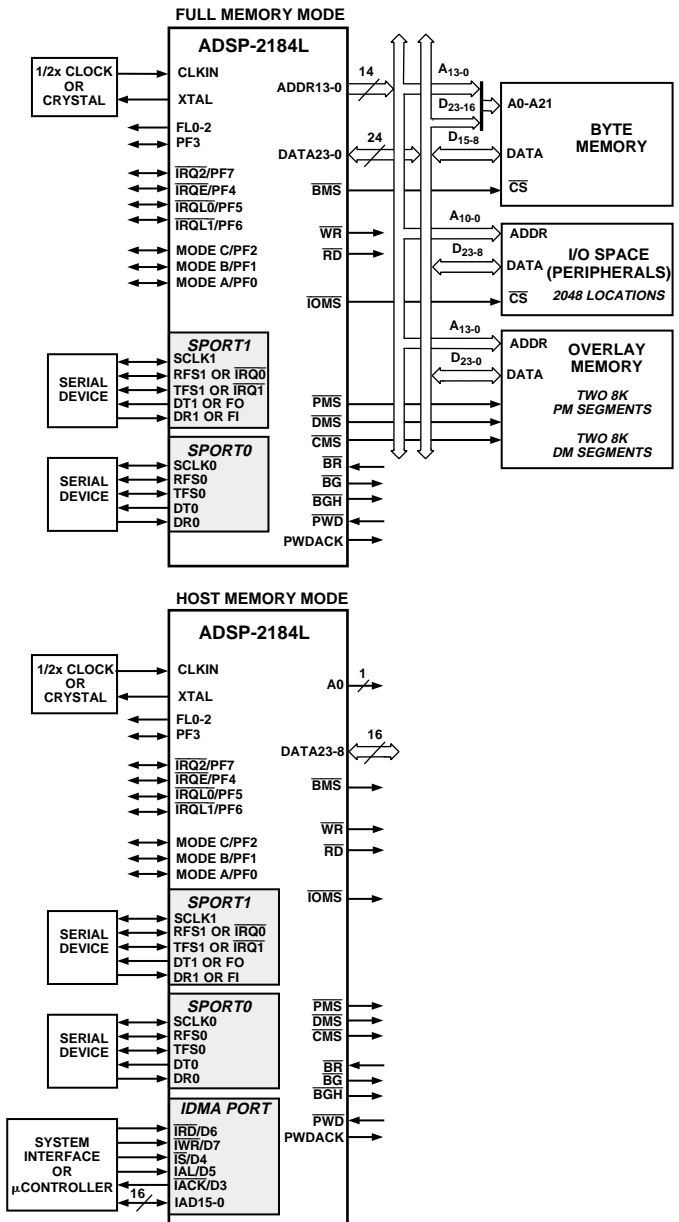 FULL MEMORY MODE
ADSP-2184L
1/2x CLOCK
OR
CRYSTAL
CLKIN
XTAL
FL0-2
PF3
IRQ2/PF7
IRQE/PF4
IRQL0/PF5
IRQL1/PF6
MODE C/PF2
MODE B/PF1
MODE A/PF0
SPORT1
SCLK1
RFS1 OR IRQ0
TFS1 OR IRQ1
DT1 OR FO
DR1 OR FI
SERIAL
DEVICE
SPORT0
SCLK0
RFS0
TFS0
DT0
DR0
SERIAL
DEVICE
ADDR13-0
14
DATA23-0
24
BMS
WR
RD
IOMS
PMS
DMS
CMS
BR
BG
BGH
PWD
PWDACK
A13-0
D23-16
D15-8
A0-A21
BYTE
MEMORY
DATA
CS
A10-0
D23-8
ADDR
I/O SPACE
(PERIPHERALS)
DATA
2048 LOCATIONS
CS
A13-0
D23-0
ADDR
OVERLAY
MEMORY
DATA
TWO 8K
PM SEGMENTS
TWO 8K
DM SEGMENTS
HOST MEMORY MODE
ADSP-2184L
1/2x CLOCK
OR
CRYSTAL
CLKIN
XTAL
FL0-2
PF3
IRQ2/PF7
IRQE/PF4
IRQL0/PF5
IRQL1/PF6
MODE C/PF2
MODE B/PF1
MODE A/PF0
SPORT1
SCLK1
RFS1 OR IRQ0
TFS1 OR IRQ1
DT1 OR FO
DR1 OR FI
SERIAL
DEVICE
SPORT0
SCLK0
RFS0
TFS0
DT0
DR0
SERIAL
DEVICE
IDMA PORT
IRD/D6
IWR/D7
IS/D4
IAL/D5
IACK/D3
IAD15-0
16
SYSTEM
INTERFACE
OR
µCONTROLLER
A0
1
DATA23-8
16
BMS
WR
RD
IOMS
PMS
DMS
CMS
BR
BG
BGH
PWD
PWDACK